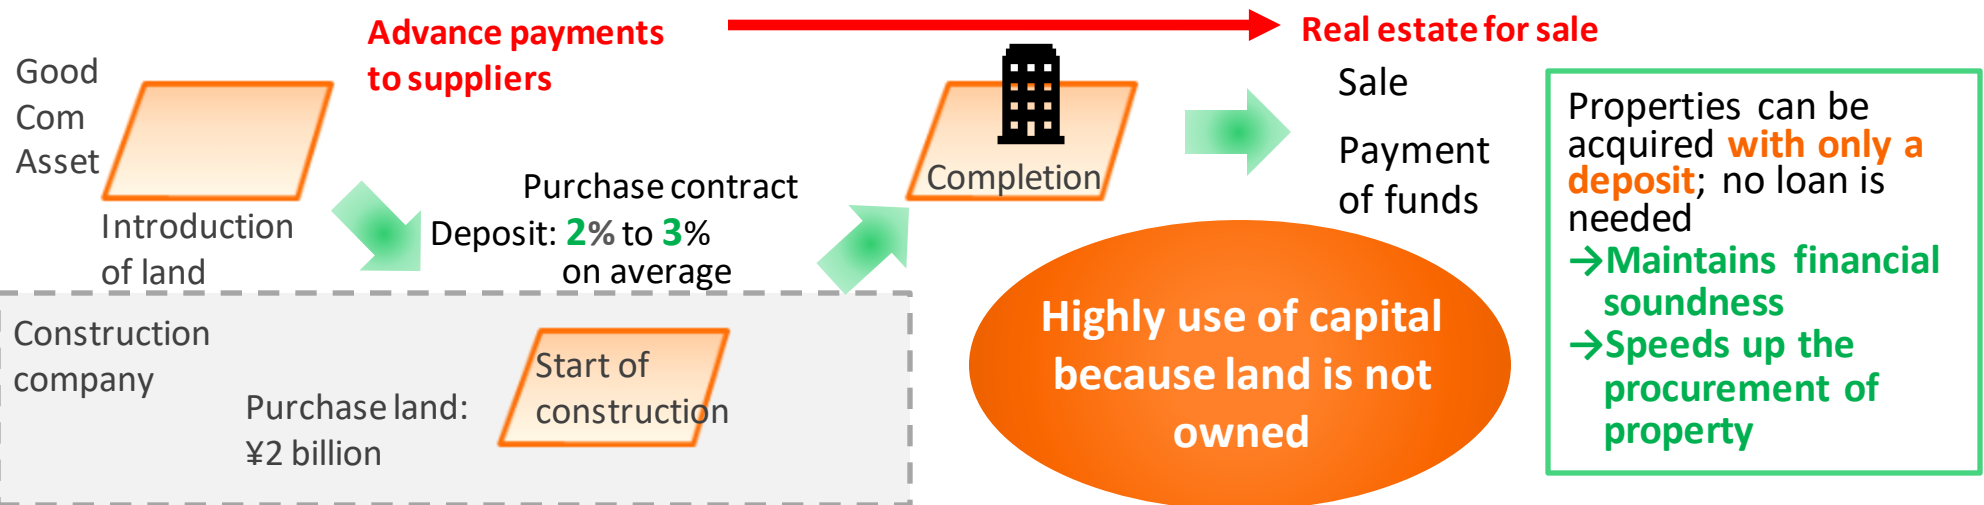 Good
Com
Asset
Advance payments
to suppliers
Real estate for sale
Introduction
of land
Purchase contract
Deposit: 2% to 3%
on average
Completion
Sale
Payment
of funds
Construction
company
Purchase land:
¥2 billion
Start of
construction
Highly use of capital
because land is not
owned
Properties can be
acquired with only a
deposit; no loan is
needed
→Maintains financial
soundness
→Speeds up the
procurement of
property